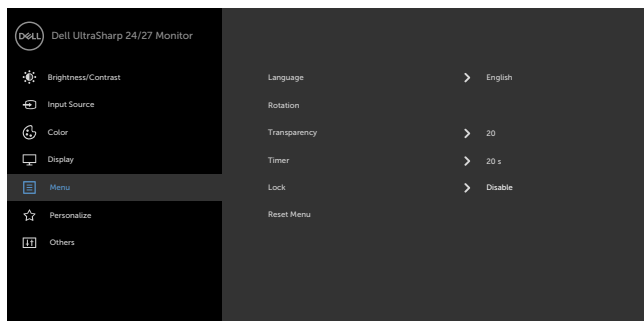 DELL Dell UltraSharp 24/27 Monitor
Brightness/Contrast Language English
Input Source Rotation
Color Transparency 20
Display Timer 20 s
Menu Lock Disable
Personalize Reset Menu
Others